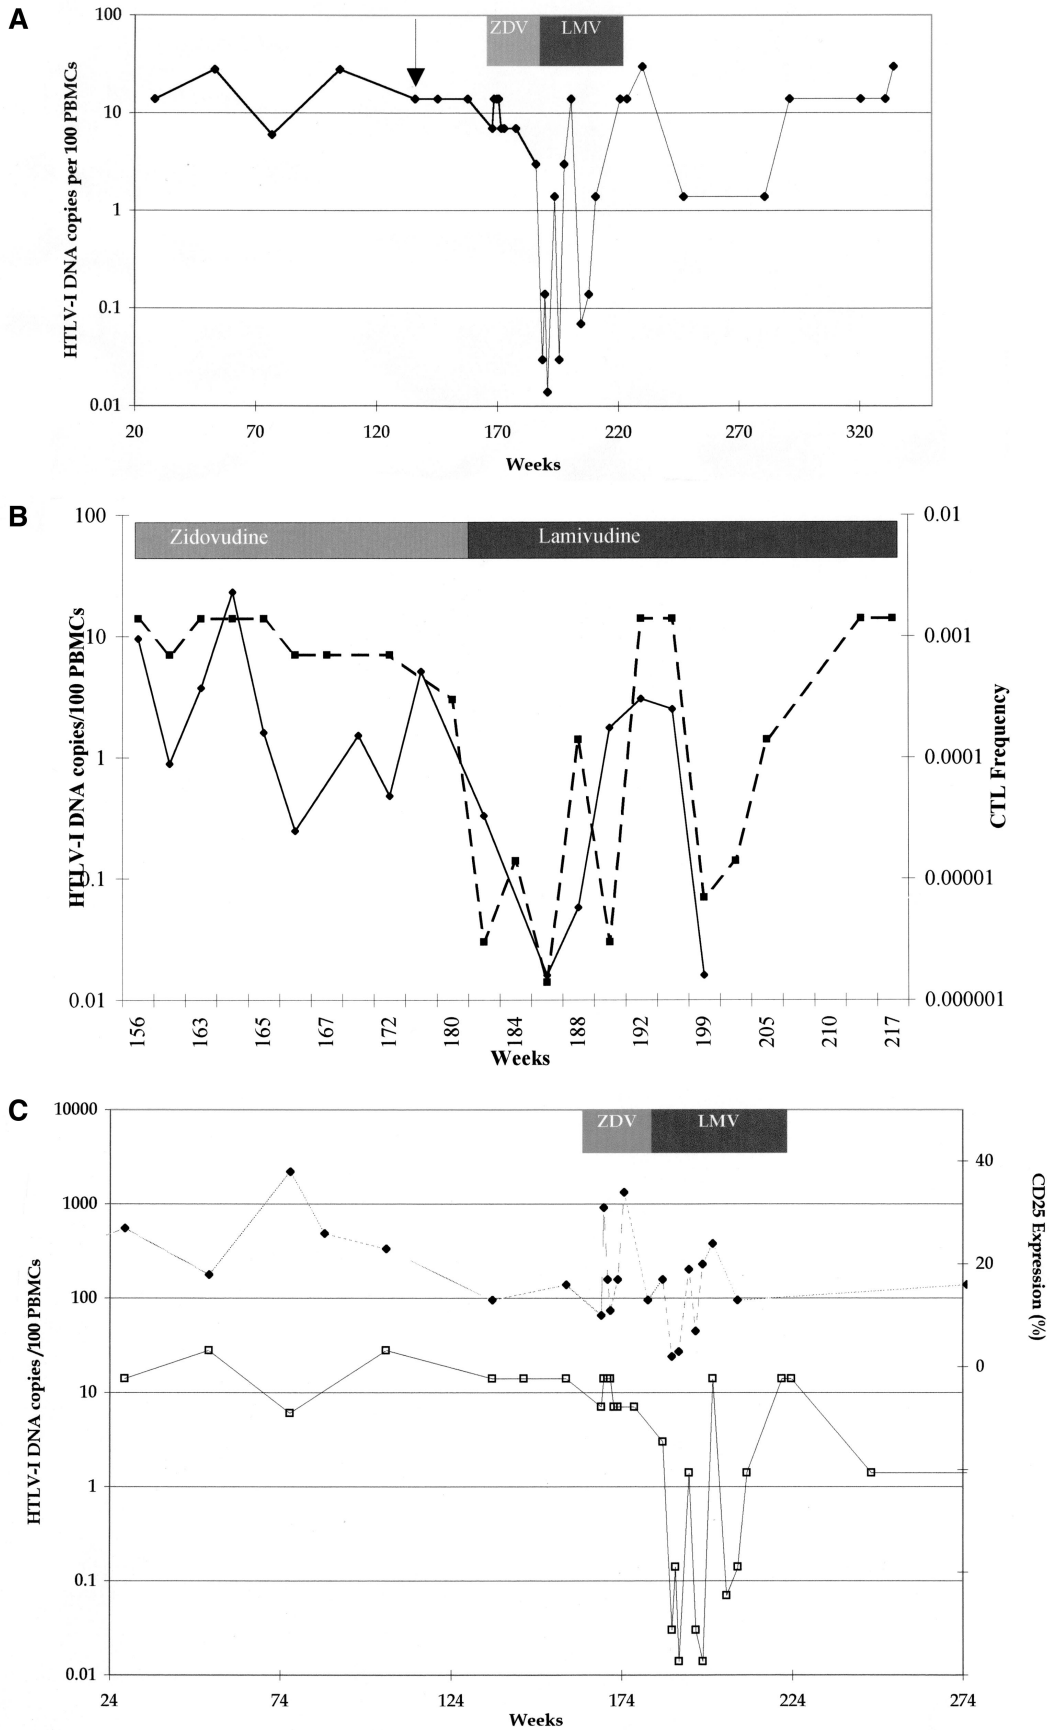 A
ZDV LMV
HTLV-I DNA copies per 100 PBMCs
100
10
1
0.1
0.01
20 70 120 170 220 270 320
Weeks
B
Zidovudine Lamivudine
HTLV-I DNA copies/100 PBMCs
100
10
1
0.1
0.01
0.01
0.001
0.0001
0.00001
0.000001
CTL Frequency
156 163 165 167 172 180 184 188 192 199 205 210 217
Weeks
C
ZDV LMV
HTLV-I DNA copies /100 PBMCs
10000
1000
100
10
1
0.1
0.01
40
20
0
CD25 Expression (%)
24 74 124 174 224 274
Weeks